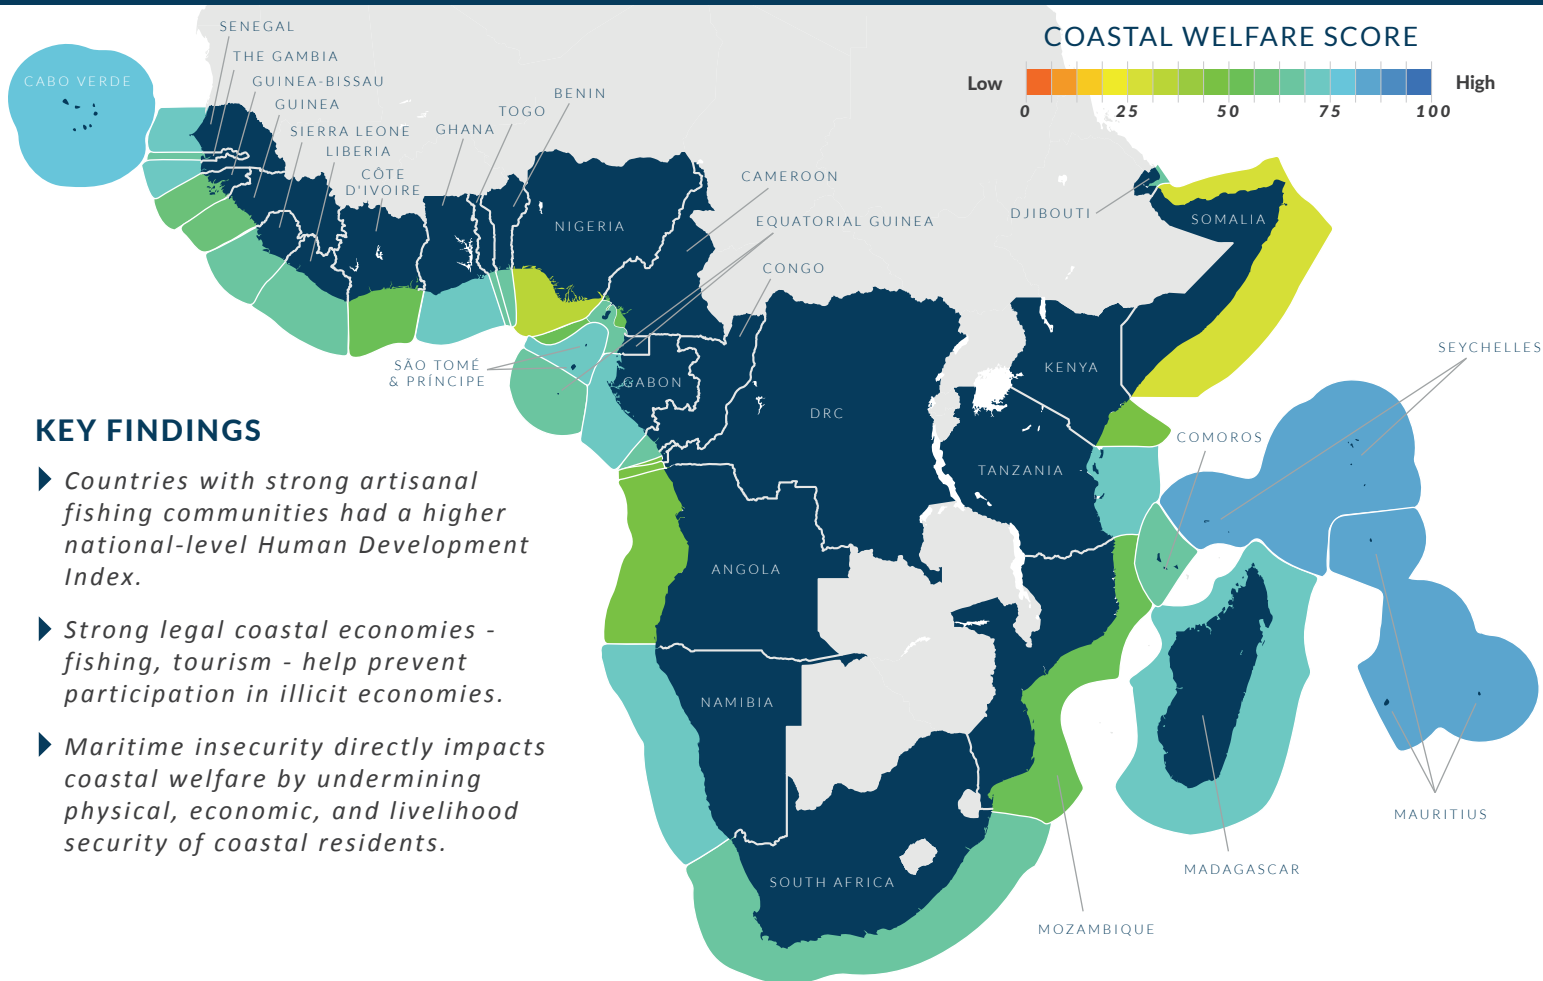 COASTAL WELFARE SCORE
Low
High
0 25 50 75 100
SENEGAL
THE GAMBIA
CABO VERDE
GUINEA-BISSAU
GUINEA
BENIN
TOGO
SIERRA LEONE
GHANA
LIBERIA
CÔTE
D'IVOIRE
CAMEROON
NIGERIA
EQUATORIAL GUINEA
DJIBOUTI
SOMALIA
CONGO
SEYCHELLES
SÃO TOMÉ
& PRÍNCIPE
GABON
KENYA
DRC
COMOROS
TANZANIA
KEY FINDINGS
Countries with strong artisanal
fishing communities had a higher
national-level Human Development
Index.
Strong legal coastal economies -
fishing, tourism - help prevent
participation in illicit economies.
Maritime insecurity directly impacts
coastal welfare by undermining
physical, economic, and livelihood
security of coastal residents.
ANGOLA
NAMIBIA
MAURITIUS
MADAGASCAR
SOUTH AFRICA
MOZAMBIQUE